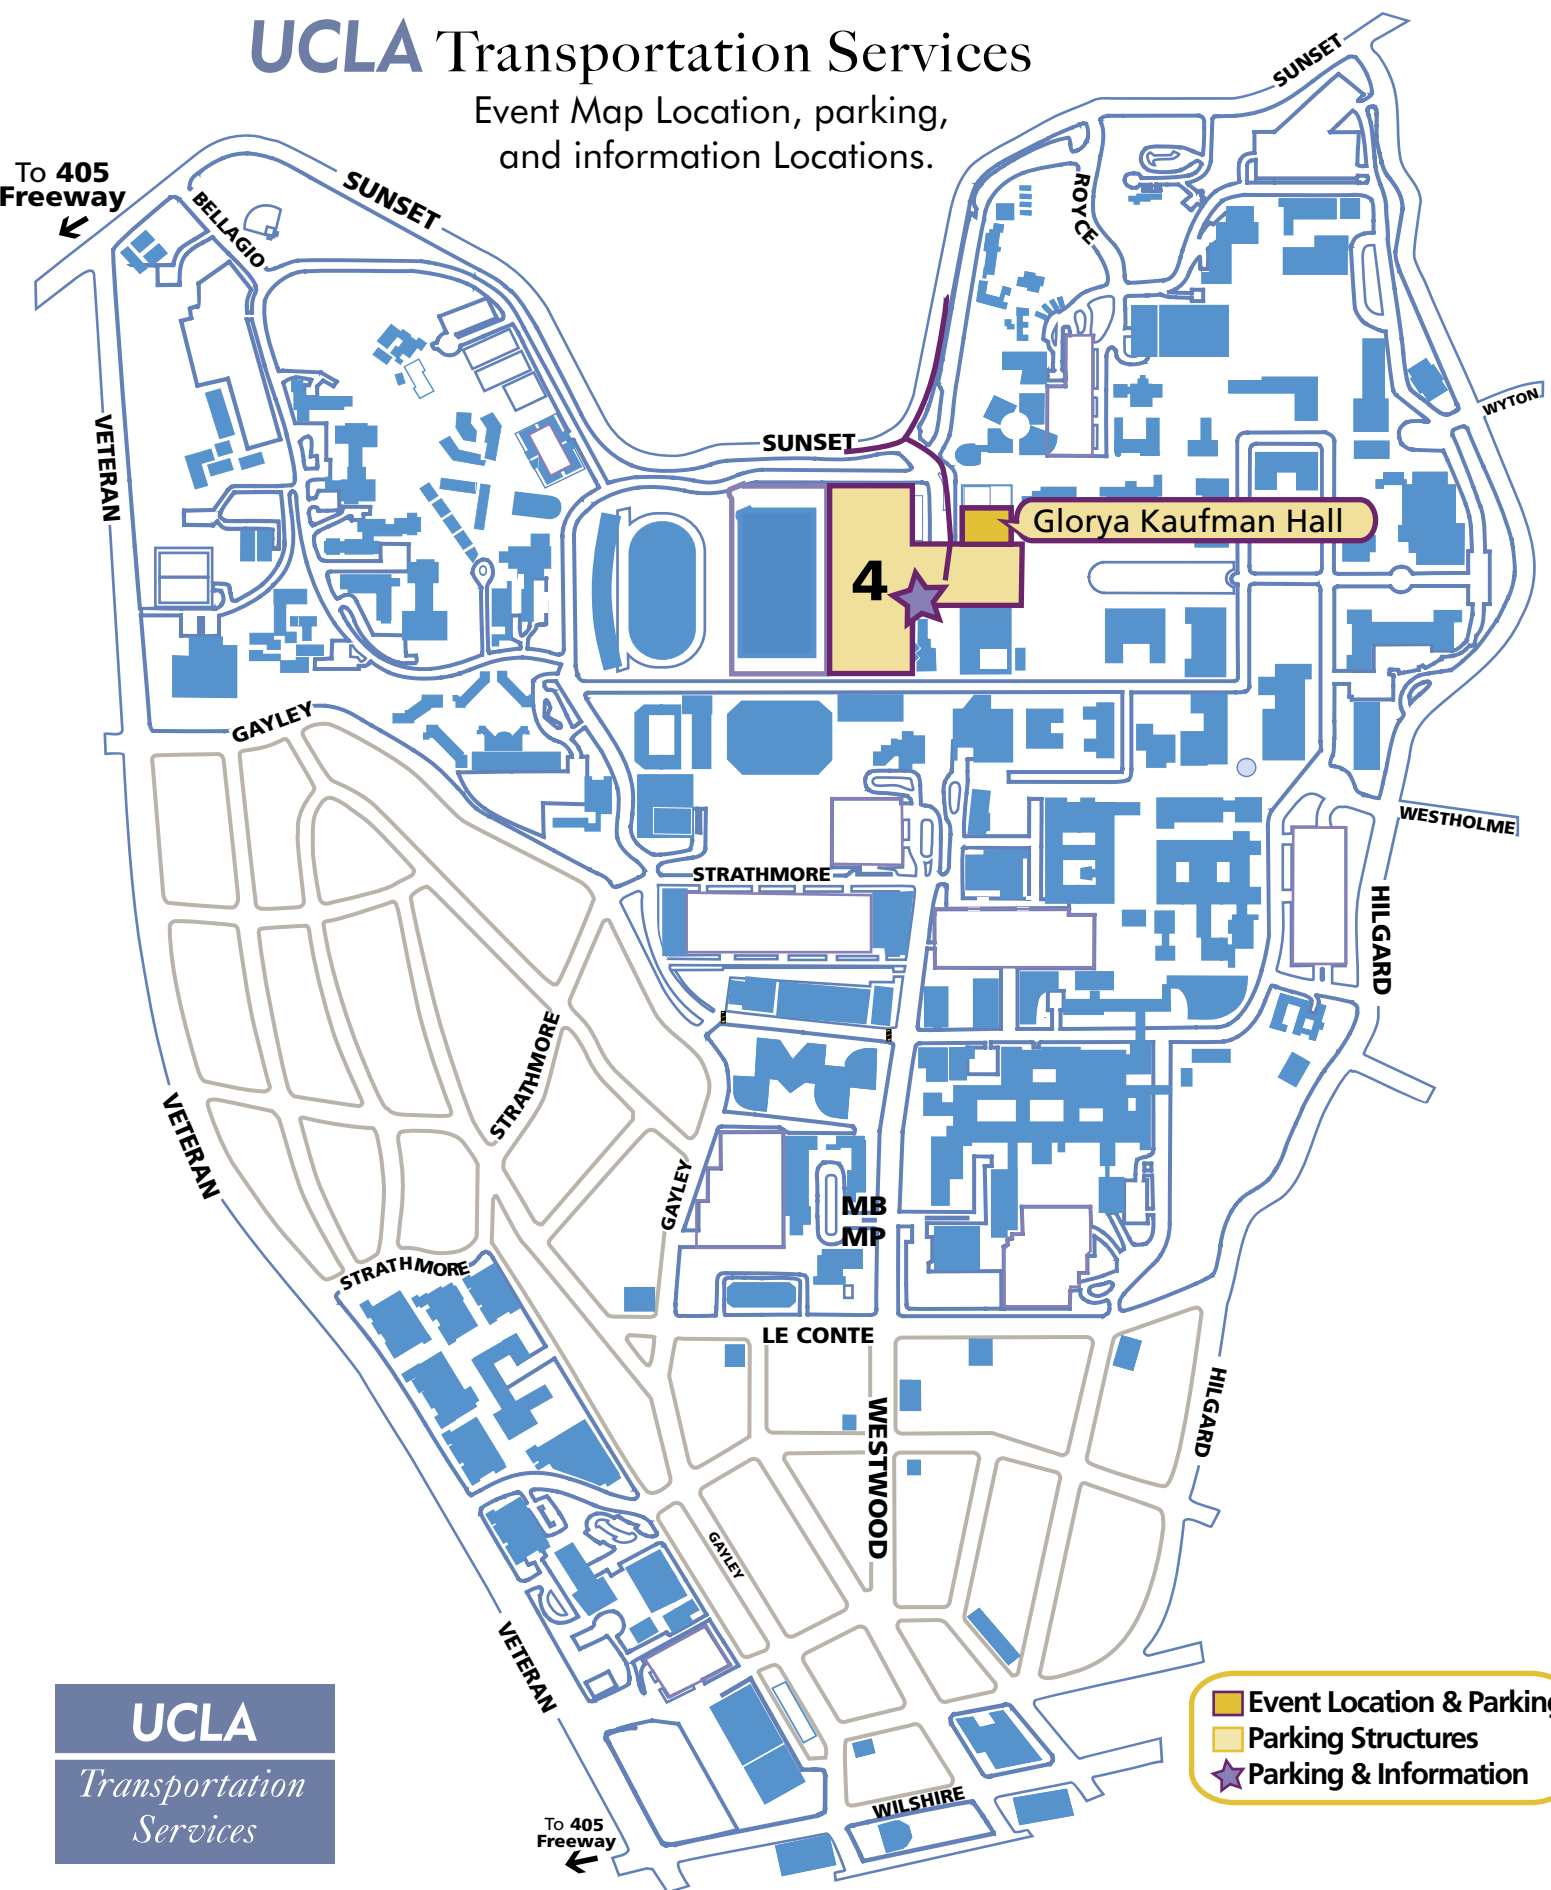 UCLA Transportation Services
Event Map Location, parking,
and information Locations.
To 405
Freeway
SUNSET
BELLAGIO
SUNSET
ROYCE
VETERAN
SUNSET
WYTON
Glorya Kaufman Hall
4
GAYLEY
WESTHOLME
STRATHMORE
HILGARD
STRATHMORE
VETERAN
GAYLEY
MB
MP
STRATHMORE
LE CONTE
HILGARD
WESTWOOD
GAYLEY
VETERAN
UCLA
Transportation
Services
Event Location & Parking
Parking Structures
Parking & Information
WILSHIRE
To 405
Freeway